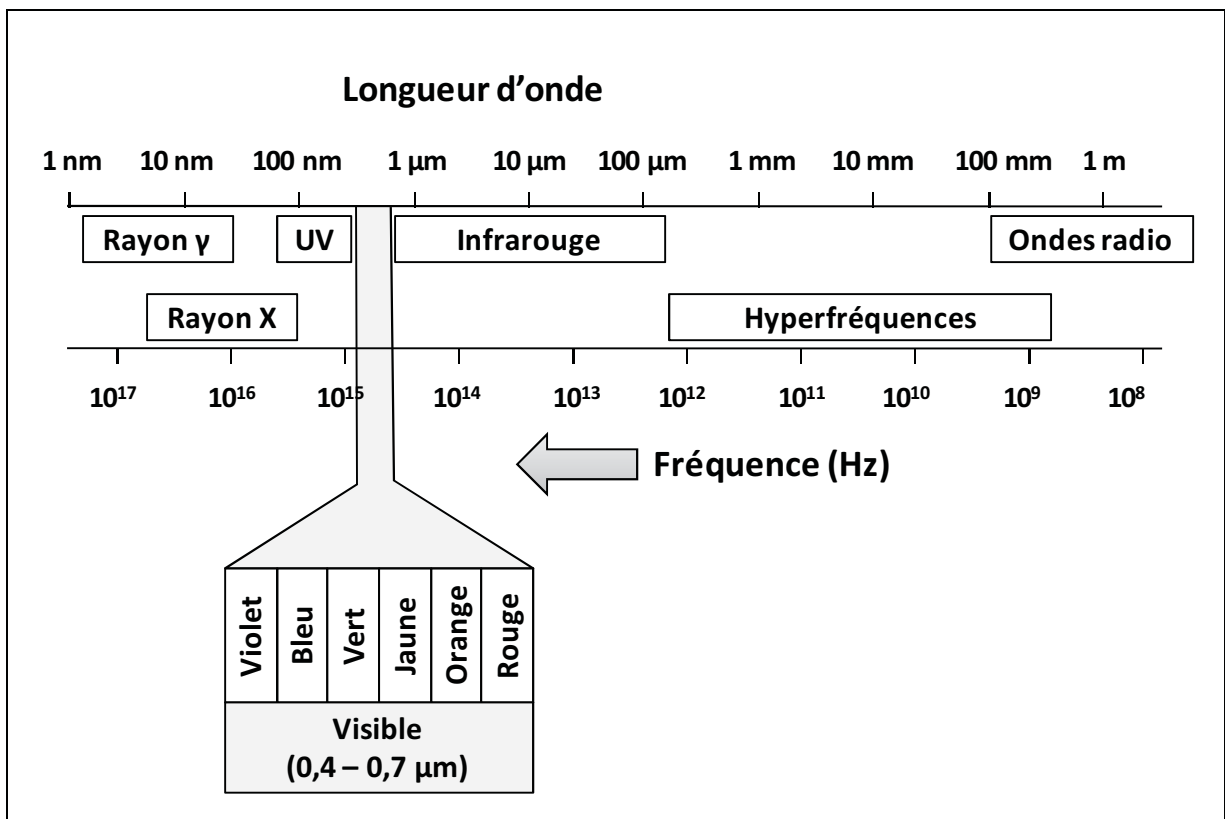 Longueur d'onde
1 nm 10 nm 100 nm 1 µm 10 µm 100 µm 1 mm 10 mm 100 mm 1 m
Rayon γ UV Infrarouge Ondes radio
Rayon X Hyperfréquences
10¹⁷ 10¹⁶ 10¹⁵ 10¹⁴ 10¹³ 10¹² 10¹¹ 10¹⁰ 10⁹ 10⁸
Fréquence (Hz)
Violet Bleu Vert Jaune Orange Rouge
Visible
(0,4 – 0,7 µm)